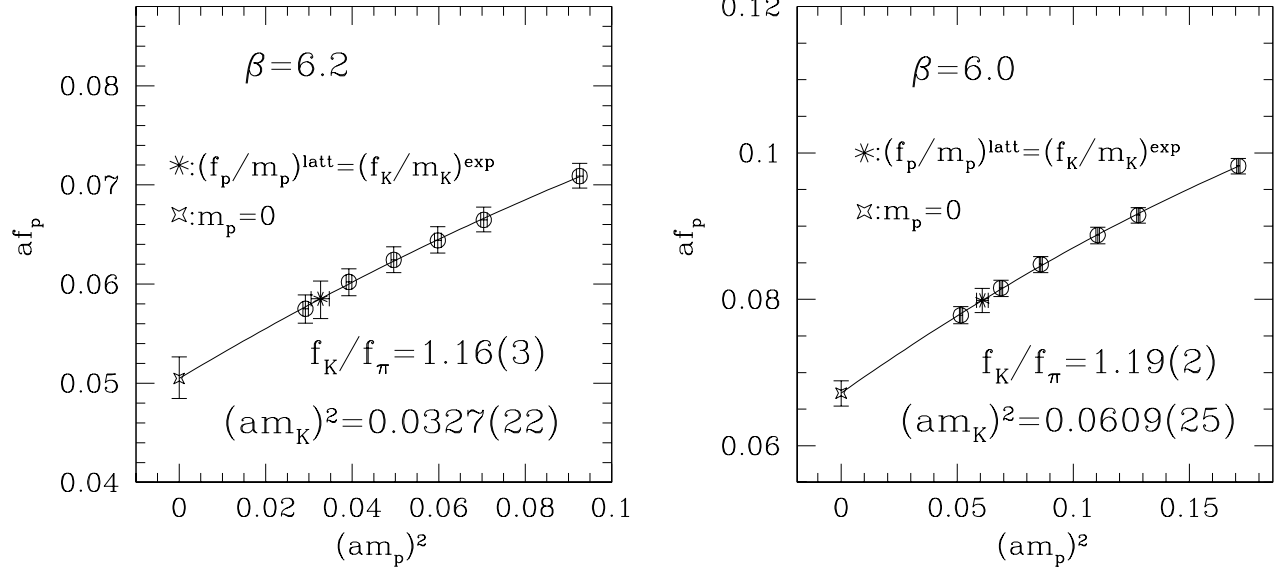 β=6.2
0.08
:(f_p/m_p)^latt=(f_K/m_K)^exp
0.07
:m_p=0
af_p
0.06
f_K/f_π=1.16(3)
0.05
(am_K)²=0.0327(22)
0.04
0 0.02 0.04 0.06 0.08 0.1
(am_p)²
0.12
β=6.0
0.1
:(f_p/m_p)^latt=(f_K/m_K)^exp
:m_p=0
af_p
0.08
f_K/f_π=1.19(2)
(am_K)²=0.0609(25)
0.06
0 0.05 0.1 0.15
(am_p)²